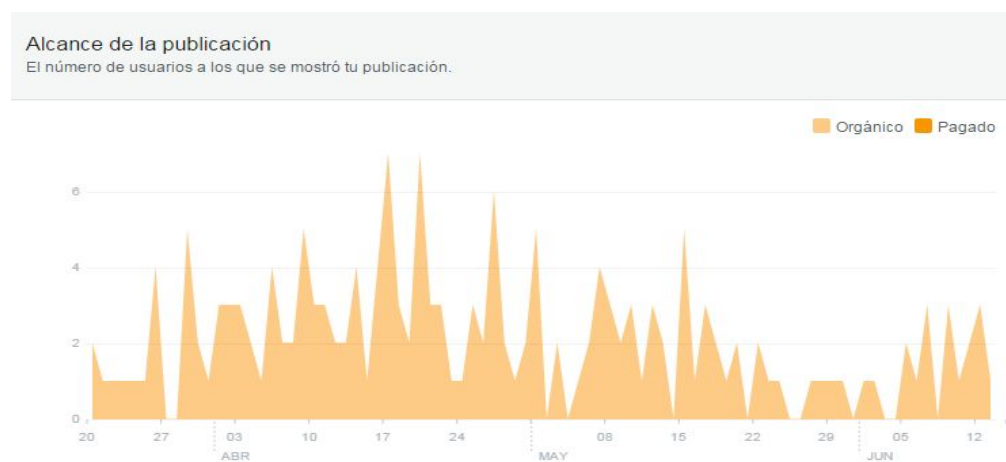 Alcance de la publicación
El número de usuarios a los que se mostró tu publicación.
Orgánico Pagado
6
4
2
0
20 27 03 10 17 24 08 15 22 29 05 12
ABR MAY JUN